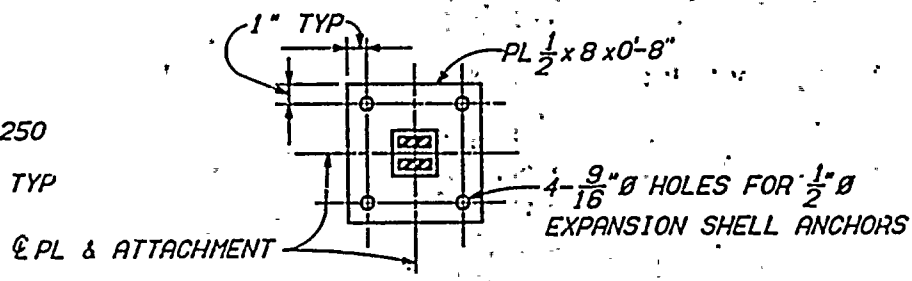 1" TYP
PL 1/2 x 8 x 0'-8"
250
TYP
4-9/16"Ø HOLES FOR 1/2"Ø
EXPANSION SHELL ANCHORS
℄ PL & ATTACHMENT